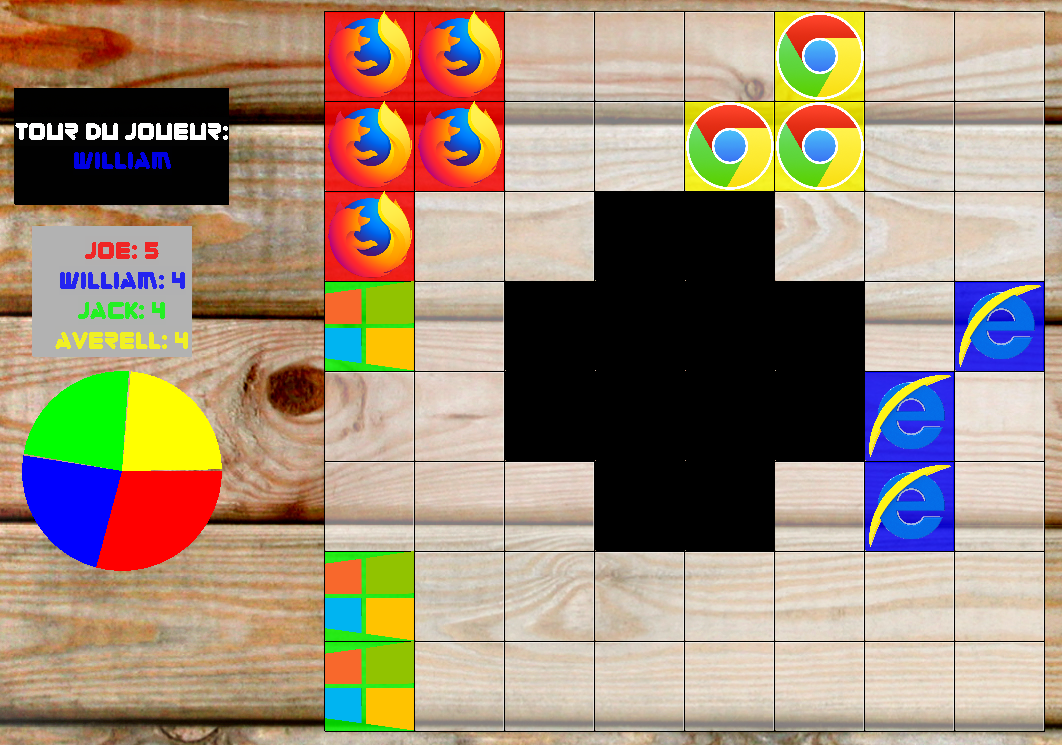 TOUR DU JOUEUR:
WILLIAM
JOE: 5
WILLIAM: 4
JACK: 4
AVERELL: 4